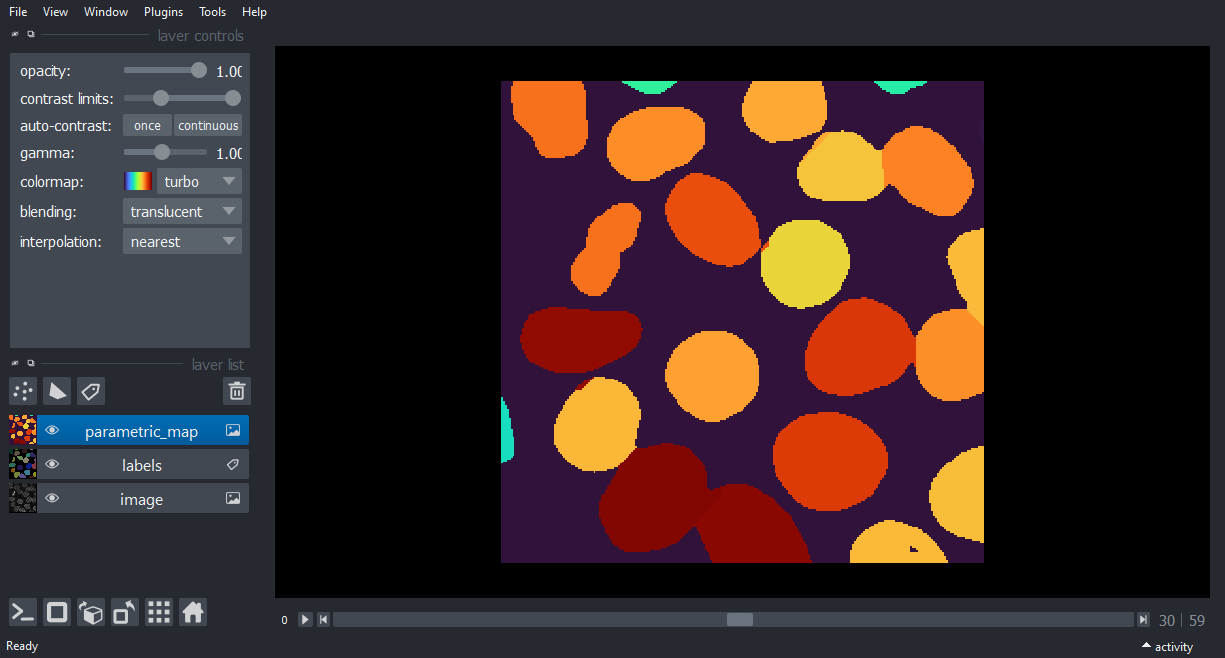 File View Window Plugins Tools Help
layer controls
opacity: 1.00
contrast limits:
auto-contrast: once continuous
gamma: 1.00
colormap: turbo
blending: translucent
interpolation: nearest
layer list
parametric_map
labels
image
0 30 | 59
Ready activity